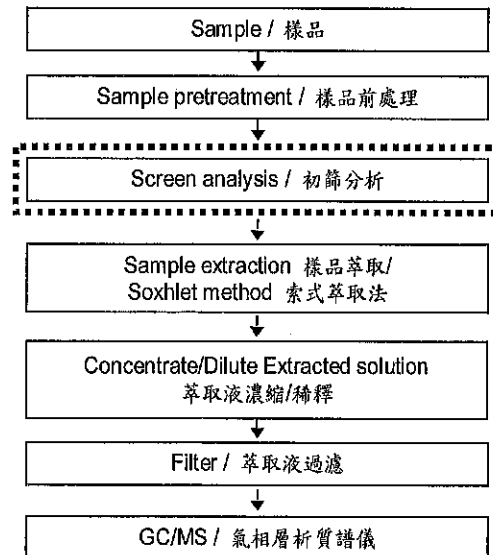 Sample / 樣品
Sample pretreatment / 樣品前處理
Screen analysis / 初篩分析
Sample extraction 樣品萃取/
Soxhlet method 索式萃取法
Concentrate/Dilute Extracted solution
萃取液濃縮/稀釋
Filter / 萃取液過濾
GC/MS / 氣相層析質譜儀